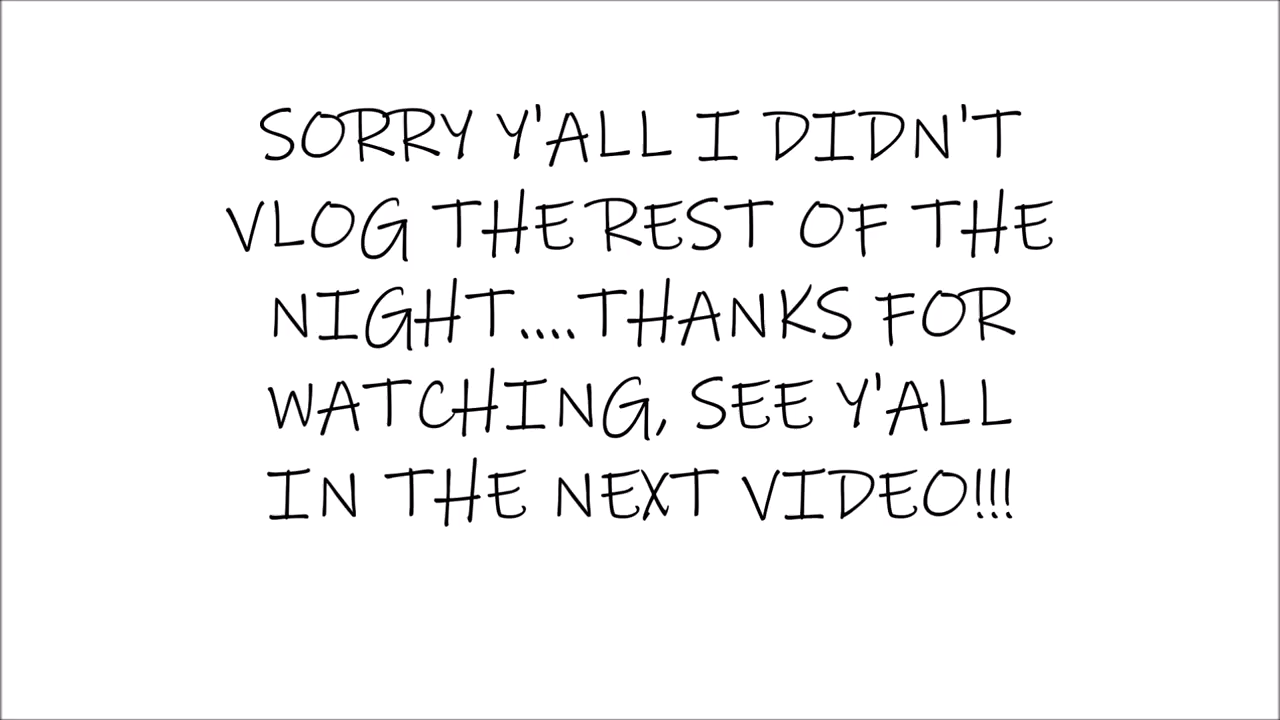 SORRY Y'ALL I DIDN'T
VLOG THE REST OF THE
NIGHT....THANKS FOR
WATCHING, SEE Y'ALL
IN THE NEXT VIDEO!!!